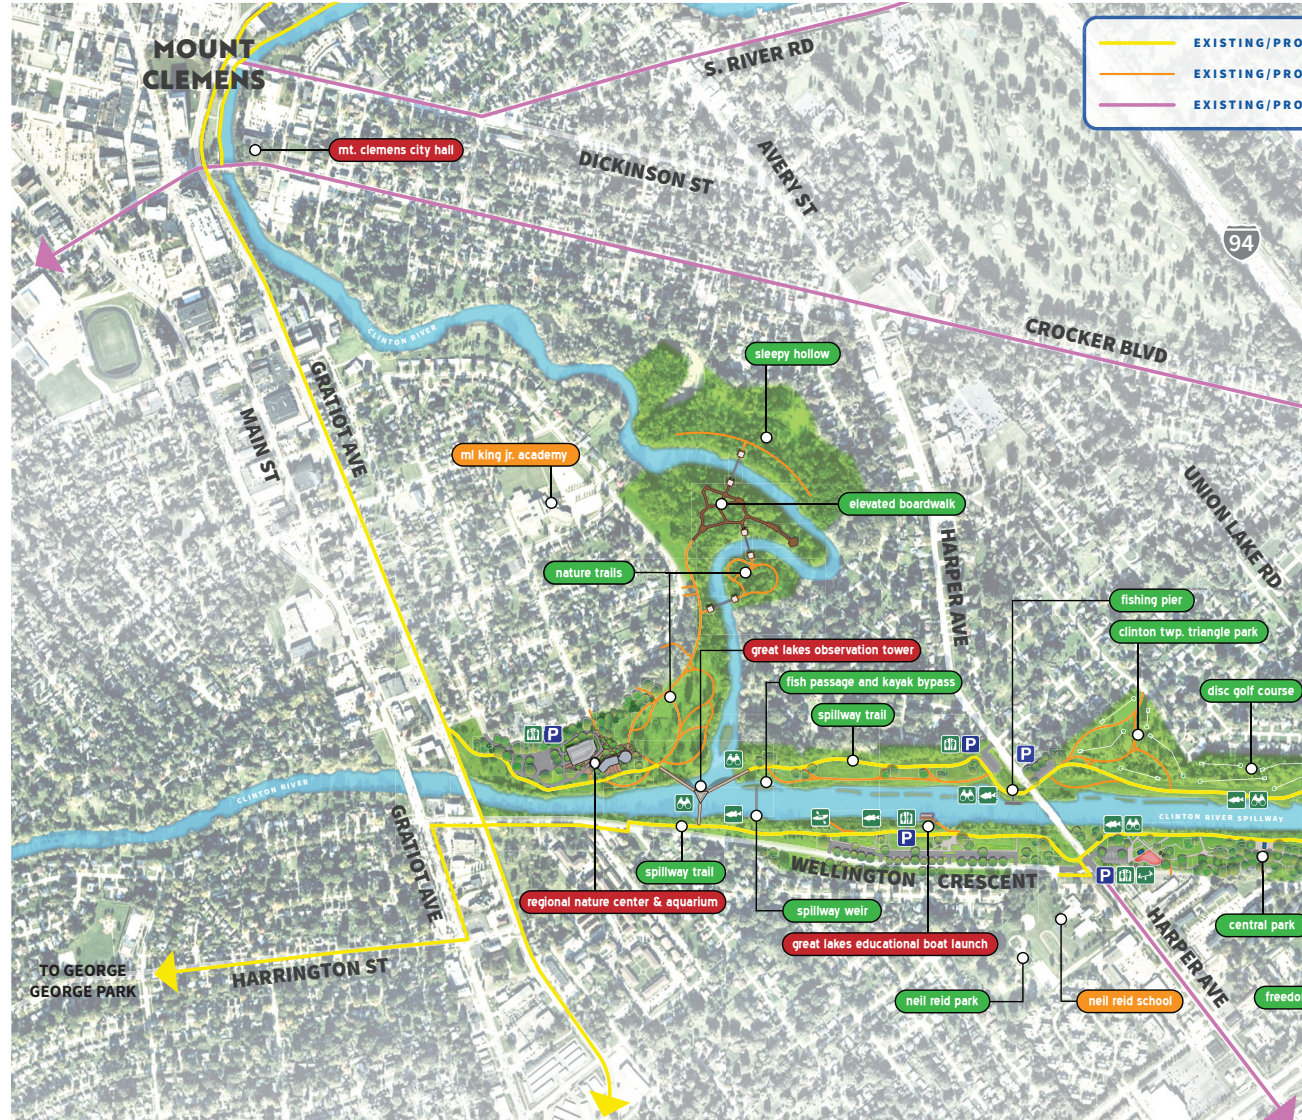 MOUNT
CLEMENS
S. RIVER RD
EXISTING/PRO
EXISTING/PRO
EXISTING/PRO
mt. clemens city hall
DICKINSON ST
AVERY ST
94
CLINTON RIVER
CROCKER BLVD
sleepy hollow
GRATIOT AVE
MAIN ST
ml king jr. academy
elevated boardwalk
UNION LAKE RD
HARPER AVE
nature trails
fishing pier
clinton twp. triangle park
great lakes observation tower
fish passage and kayak bypass
disc golf course
spillway trail
P
P
P
CLINTON RIVER
CLINTON RIVER SPILLWAY
GRATIOT AVE
P
spillway trail
WELLINGTON CRESCENT
P
regional nature center & aquarium
spillway weir
central park
great lakes educational boat launch
HARPER AVE
TO GEORGE
GEORGE PARK
HARRINGTON ST
neil reid park
neil reid school
freedo